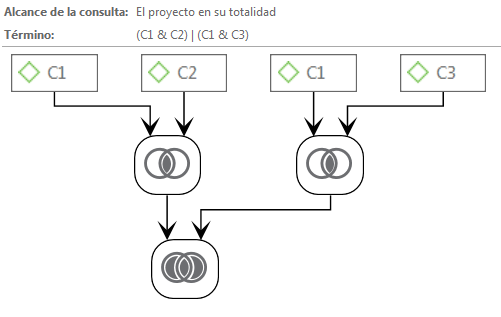 Alcance de la consulta: El proyecto en su totalidad
Término: (C1 & C2) | (C1 & C3)
C1 C2 C1 C3